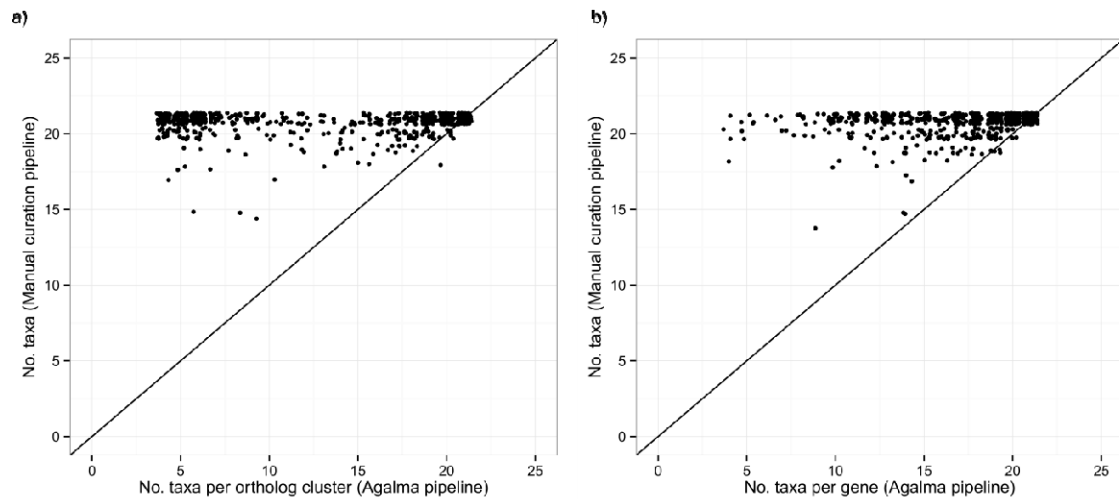 a)
No. taxa (Manual curation pipeline)
25
20
15
10
5
0
0 5 10 15 20 25
No. taxa per ortholog cluster (Agalma pipeline)
b)
No. taxa (Manual curation pipeline)
25
20
15
10
5
0
0 5 10 15 20 25
No. taxa per gene (Agalma pipeline)